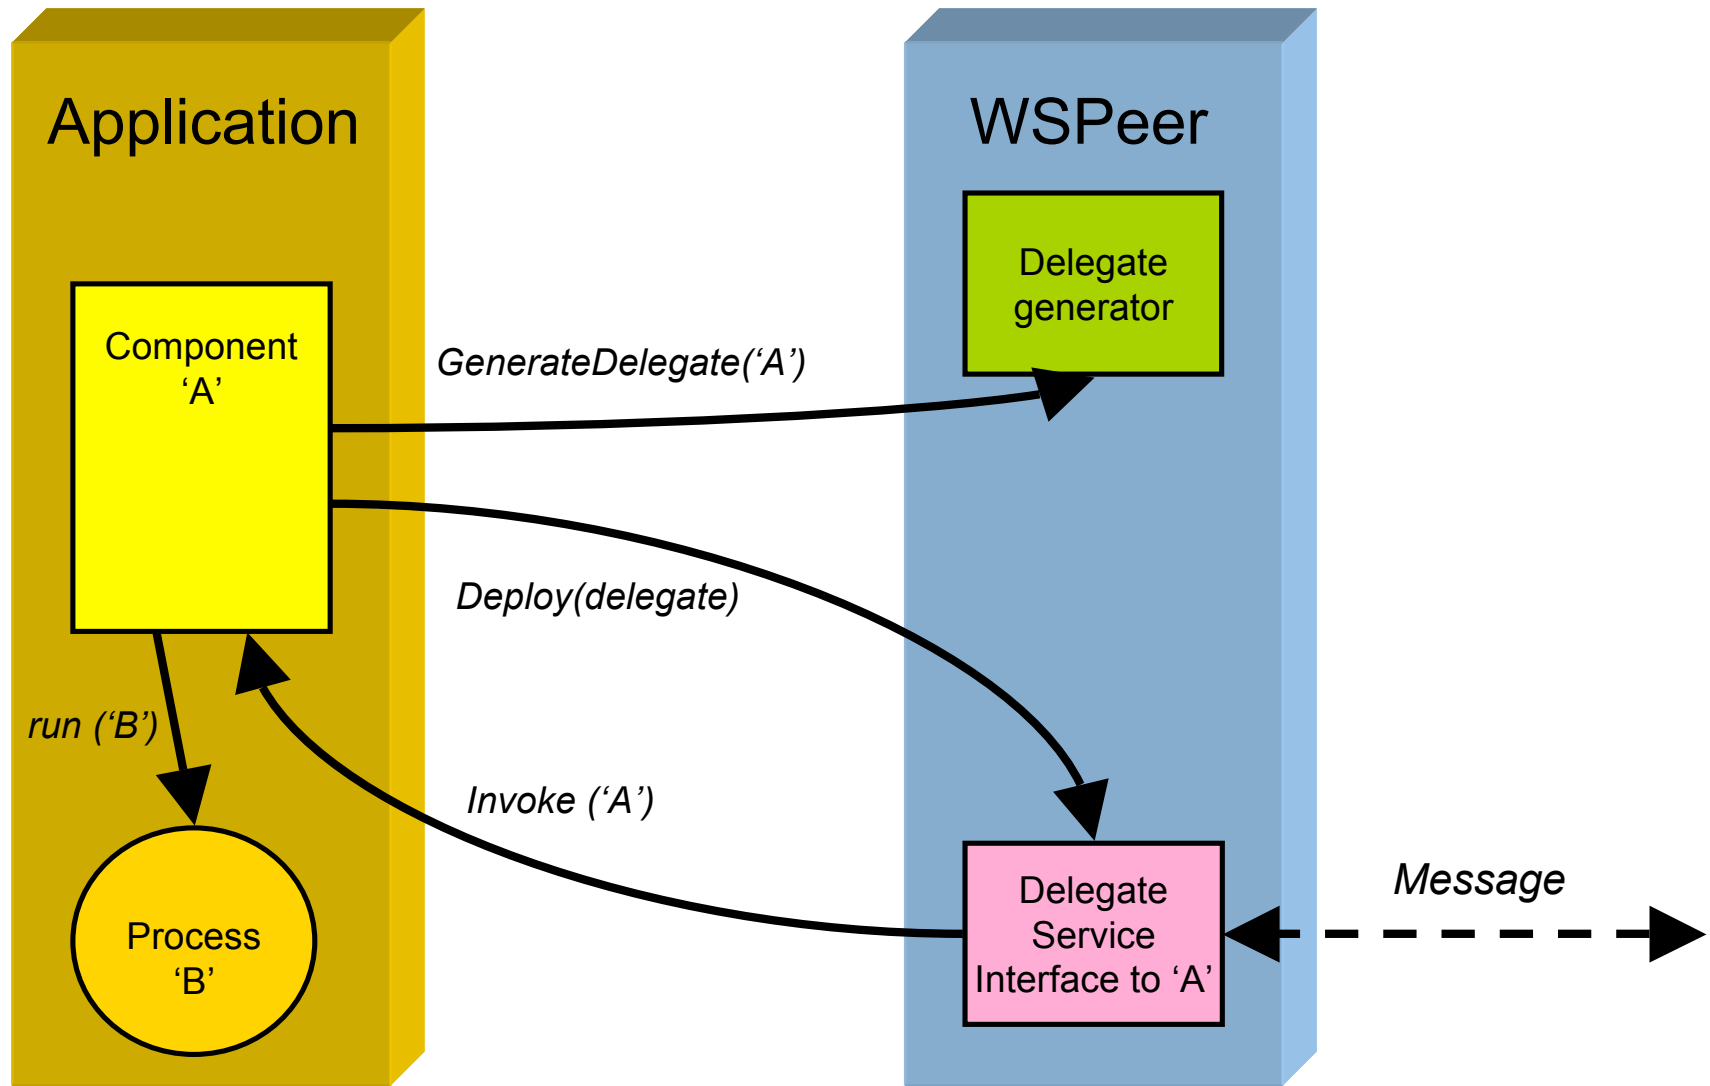 Application
WSPeer
Delegate
generator
Component
‘A’
GenerateDelegate(‘A’)
Deploy(delegate)
run (‘B’)
Invoke (‘A’)
Message
Delegate
Service
Interface to ‘A’
Process
‘B’